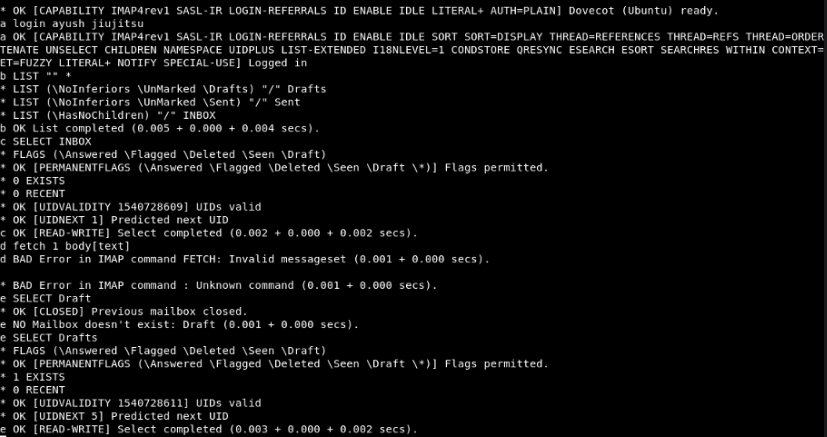 * OK [CAPABILITY IMAP4rev1 SASL-IR LOGIN-REFERRALS ID ENABLE IDLE LITERAL+ AUTH=PLAIN] Dovecot (Ubuntu) ready.
a login ayush jiujitsu
a OK [CAPABILITY IMAP4rev1 SASL-IR LOGIN-REFERRALS ID ENABLE IDLE SORT SORT=DISPLAY THREAD=REFERENCES THREAD=REFS THREAD=ORDER
TENATE UNSELECT CHILDREN NAMESPACE UIDPLUS LIST-EXTENDED I18NLEVEL=1 CONDSTORE QRESYNC ESEARCH ESORT SEARCHRES WITHIN CONTEXT=
ET=FUZZY LITERAL+ NOTIFY SPECIAL-USE] Logged in
b LIST "" *
* LIST (\NoInferiors \UnMarked \Drafts) "/" Drafts
* LIST (\NoInferiors \UnMarked \Sent) "/" Sent
* LIST (\HasNoChildren) "/" INBOX
b OK List completed (0.005 + 0.000 + 0.004 secs).
c SELECT INBOX
* FLAGS (\Answered \Flagged \Deleted \Seen \Draft)
* OK [PERMANENTFLAGS (\Answered \Flagged \Deleted \Seen \Draft \*)] Flags permitted.
* 0 EXISTS
* 0 RECENT
* OK [UIDVALIDITY 1540728609] UIDs valid
* OK [UIDNEXT 1] Predicted next UID
c OK [READ-WRITE] Select completed (0.002 + 0.000 + 0.002 secs).
d fetch 1 body[text]
d BAD Error in IMAP command FETCH: Invalid messageset (0.001 + 0.000 secs).
* BAD Error in IMAP command : Unknown command (0.001 + 0.000 secs).
e SELECT Draft
* OK [CLOSED] Previous mailbox closed.
e NO Mailbox doesn't exist: Draft (0.001 + 0.000 secs).
e SELECT Drafts
* FLAGS (\Answered \Flagged \Deleted \Seen \Draft)
* OK [PERMANENTFLAGS (\Answered \Flagged \Deleted \Seen \Draft \*)] Flags permitted.
* 1 EXISTS
* 0 RECENT
* OK [UIDVALIDITY 1540728611] UIDs valid
* OK [UIDNEXT 5] Predicted next UID
e OK [READ-WRITE] Select completed (0.003 + 0.000 + 0.002 secs).